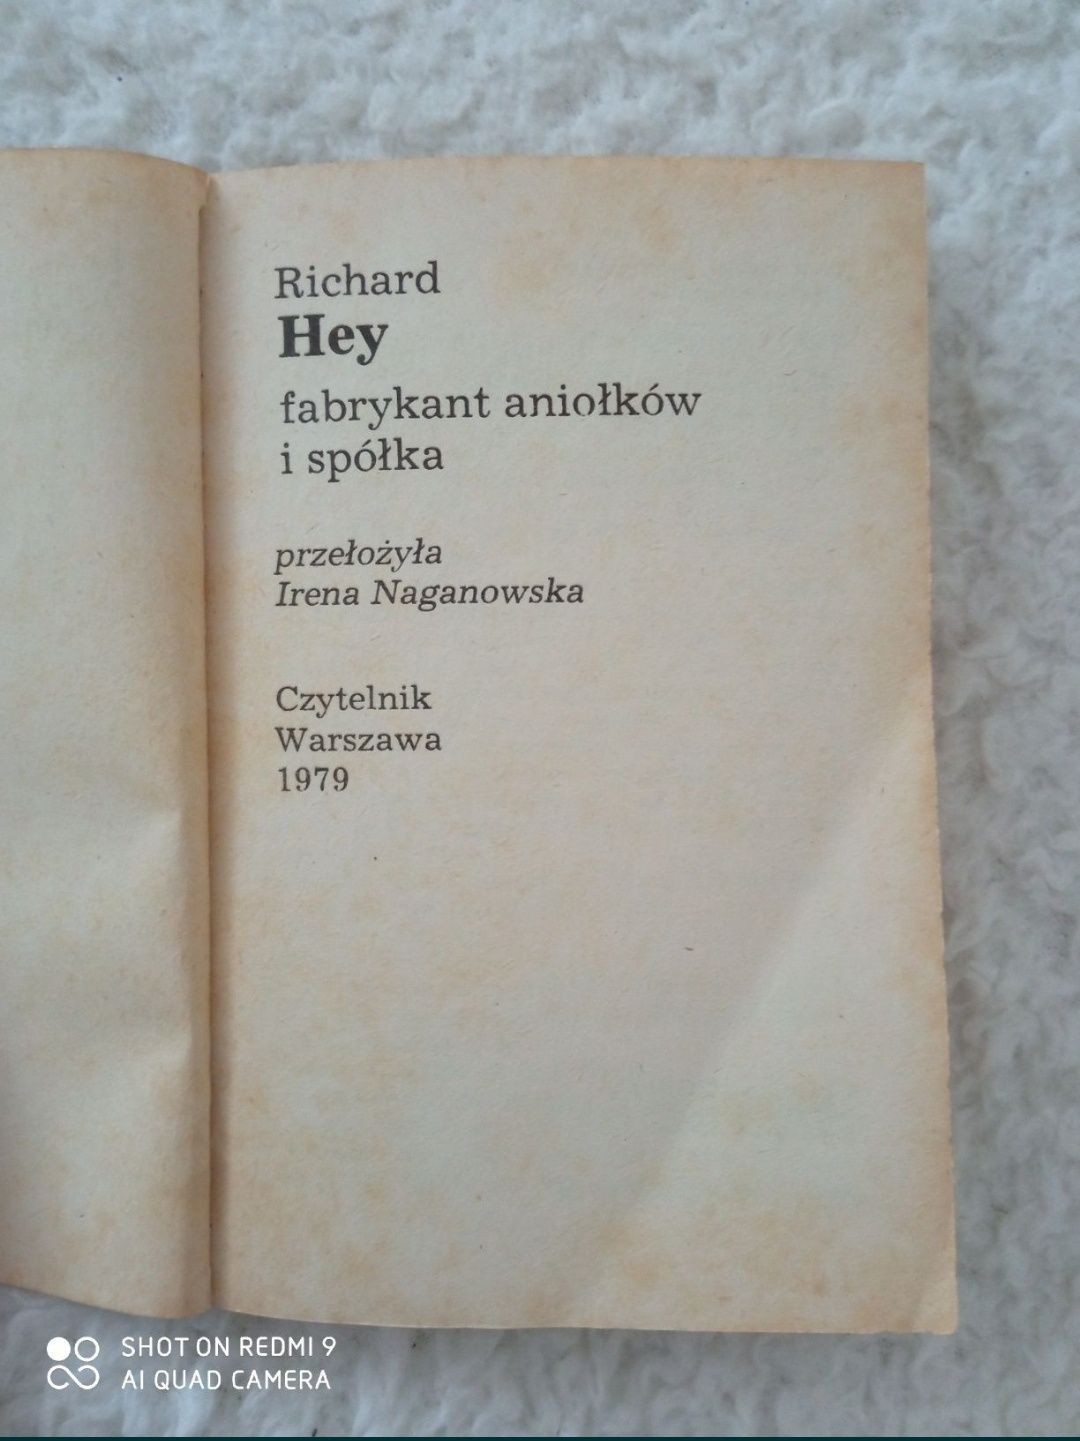 Richard
Hey
fabrykant aniołków
i spółka
przełożyła
Irena Naganowska
Czytelnik
Warszawa
1979
SHOT ON REDMI 9
AI QUAD CAMERA